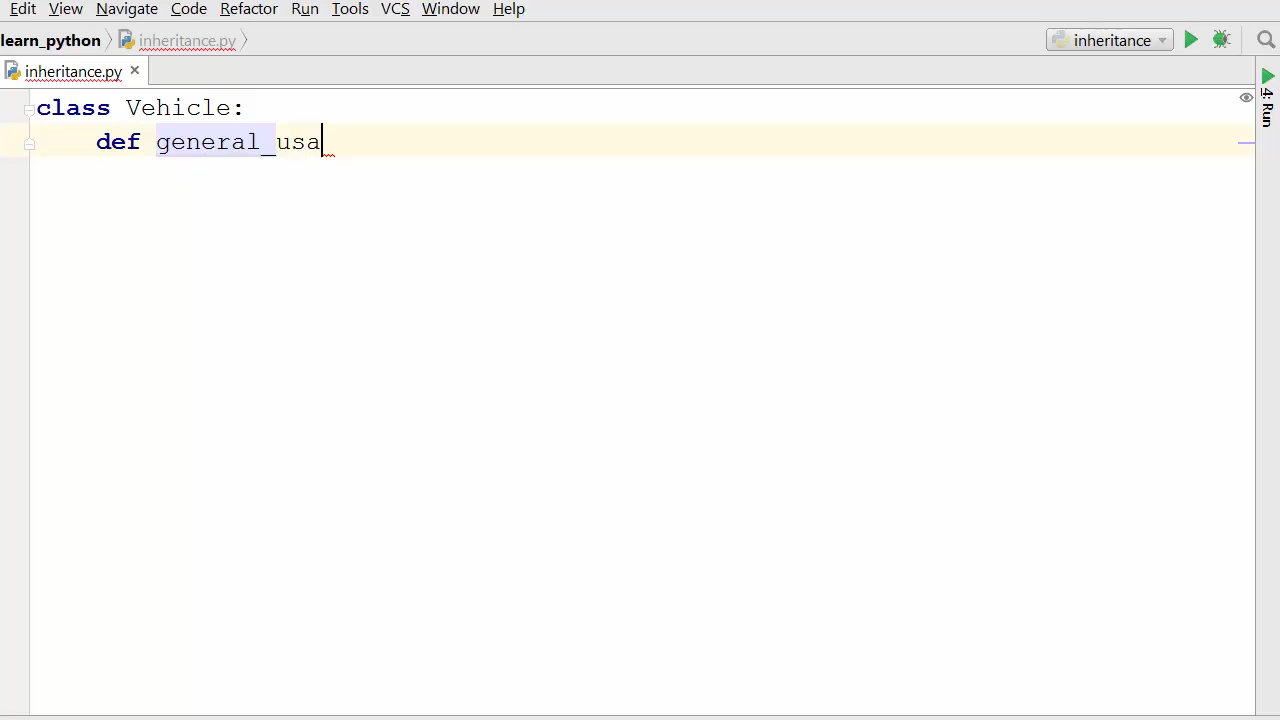 Edit View Navigate Code Refactor Run Tools VCS Window Help
learn_python inheritance.py inheritance
inheritance.py ×
4: Run
class Vehicle:
    def general_usa